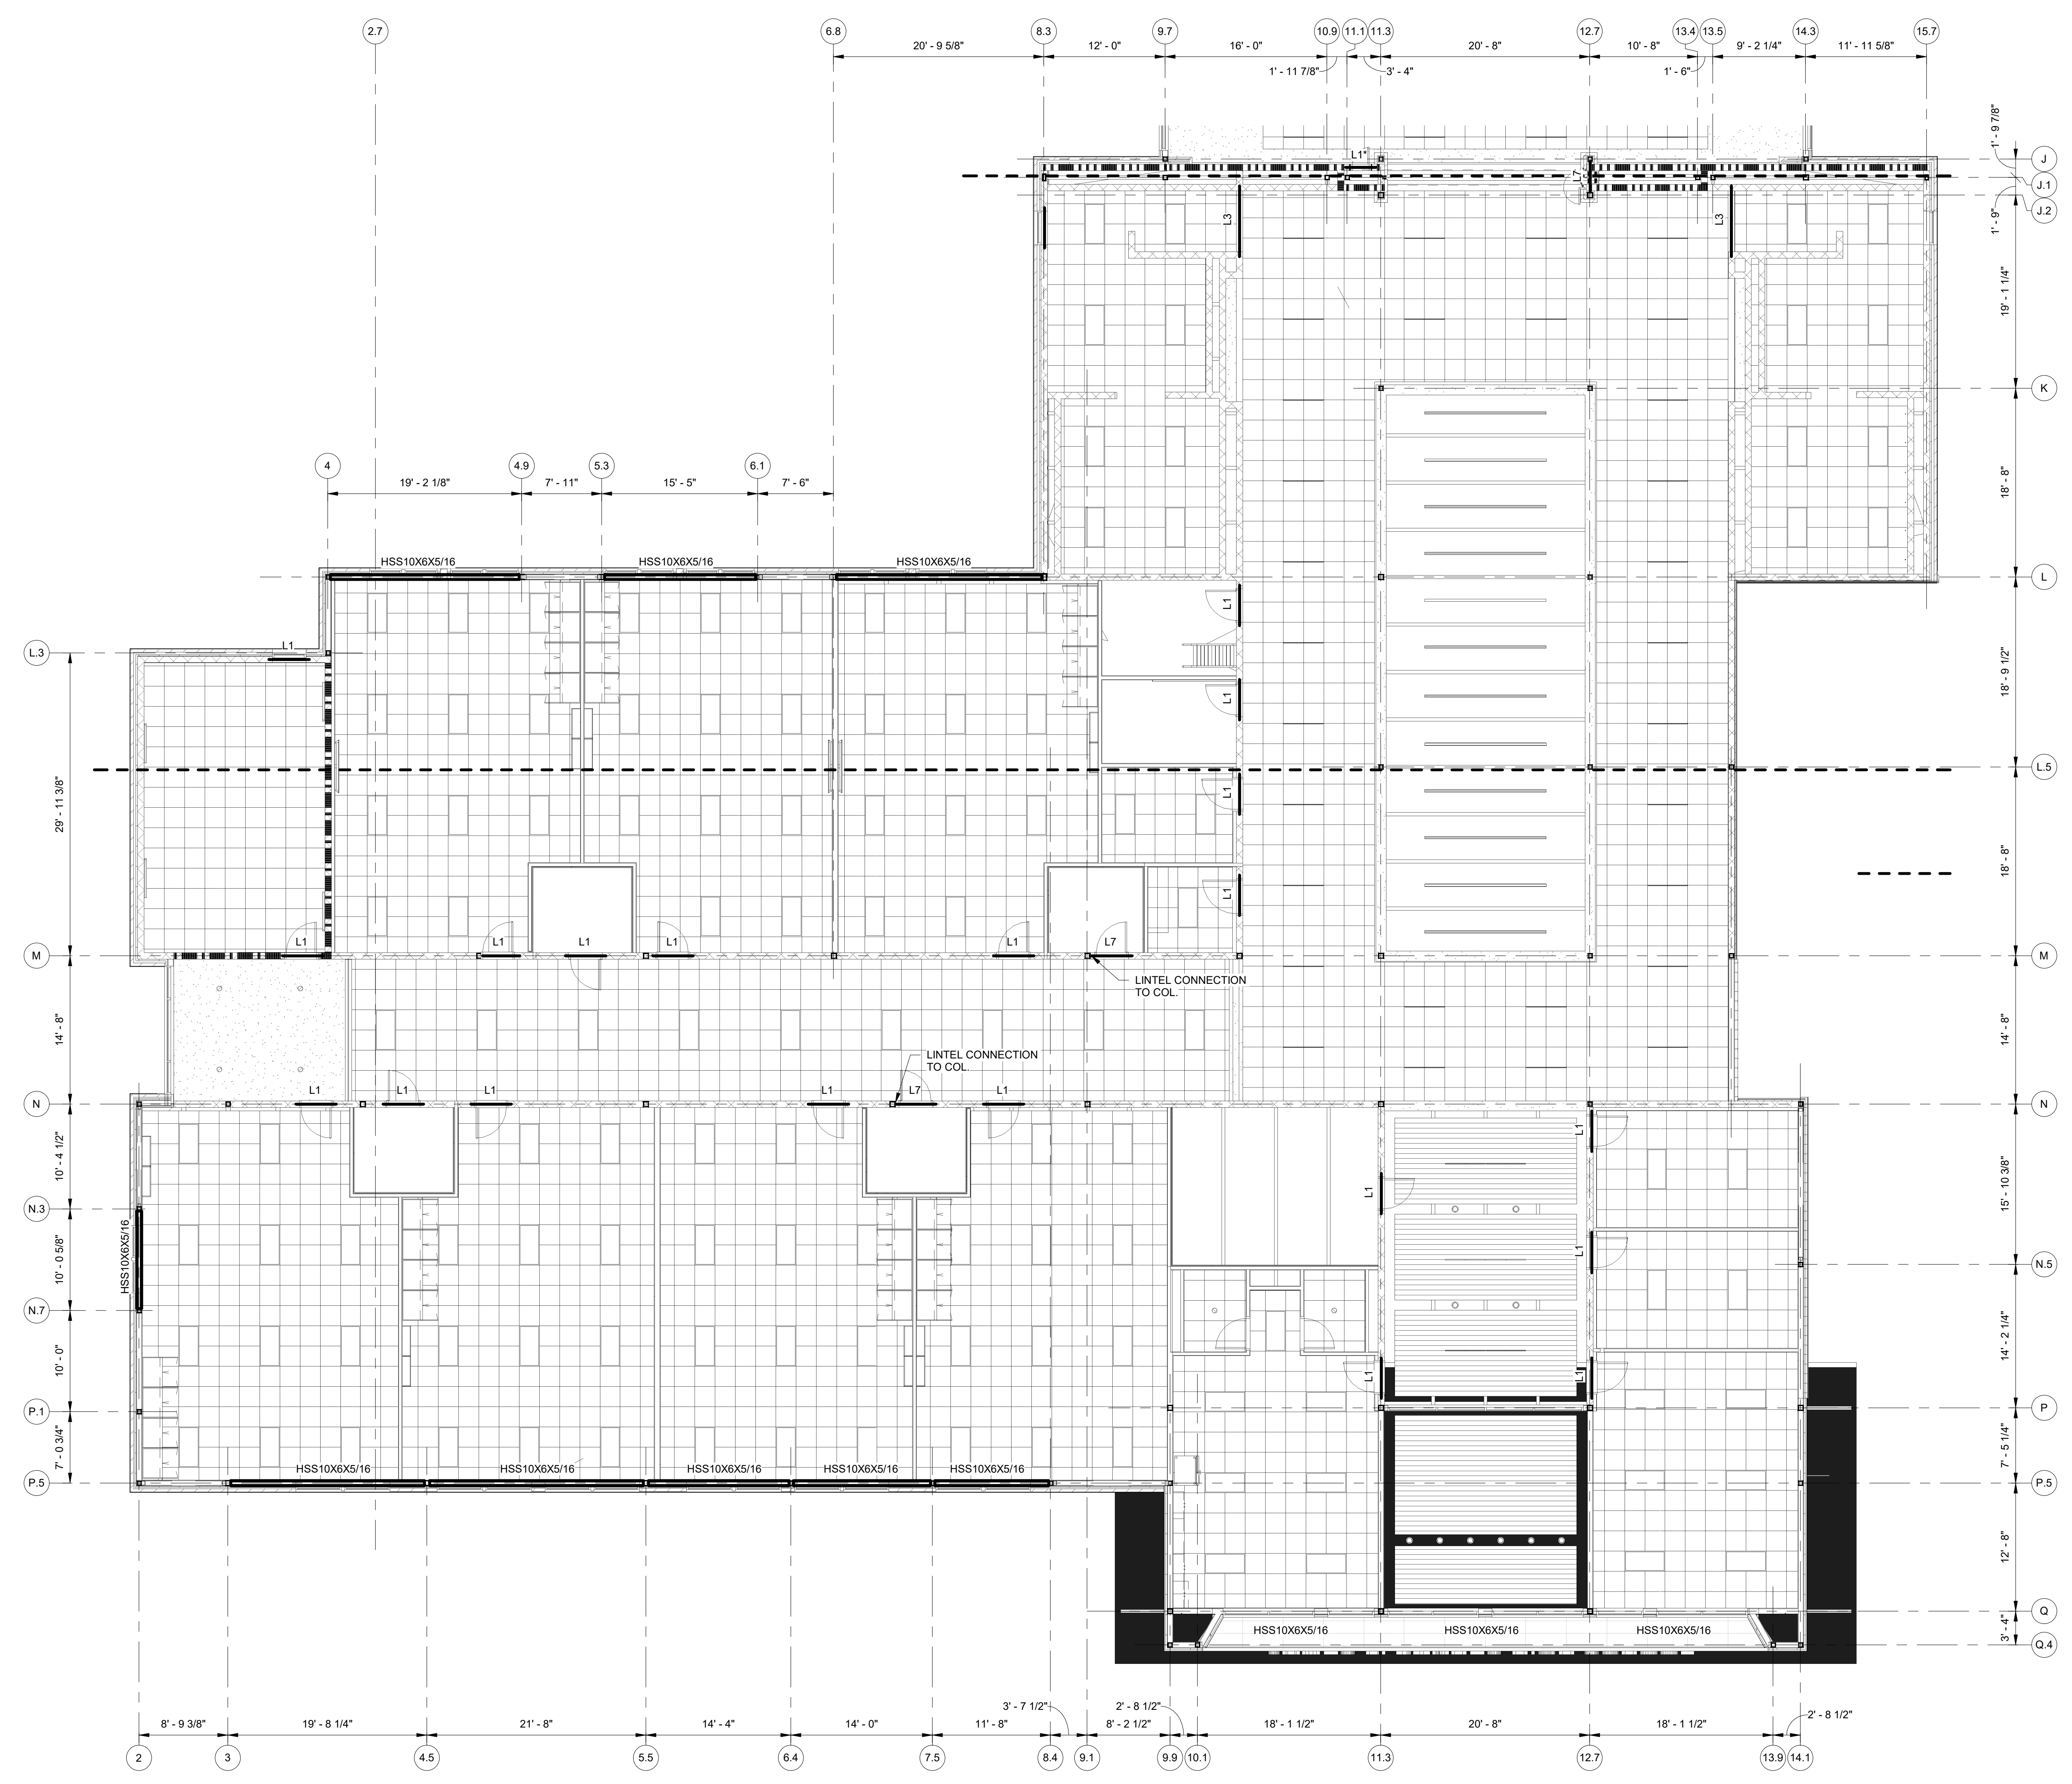 2.7
6.8
8.3
9.7
10.9
11.1
11.3
12.7
13.4
13.5
14.3
15.7
20' - 9 5/8"
12' - 0"
16' - 0"
20' - 8"
10' - 8"
9' - 2 1/4"
11' - 11 5/8"
1' - 11 7/8"
3' - 4"
1' - 6"
1' - 9 7/8"
J
J.1
J.2
1' - 9"
L1*
L7
L3
L3
19' - 1 1/4"
K
4
4.9
5.3
6.1
19' - 2 1/8"
7' - 11"
15' - 5"
7' - 6"
18' - 8"
HSS10X6X5/16
HSS10X6X5/16
HSS10X6X5/16
L
L1
L.3
L1
18' - 9 1/2"
L1
L.5
L1
29' - 11 3/8"
18' - 8"
L1
L1
L1
L1
L1
L1
L7
M
M
LINTEL CONNECTION
TO COL.
14' - 8"
14' - 8"
LINTEL CONNECTION
TO COL.
L1
L1
L1
L1
L7
L1
N
N
L1
10' - 4 1/2"
15' - 10 3/8"
L1
N.3
HSS10X6X5/16
10' - 0 5/8"
L1
N.5
N.7
10' - 0"
14' - 2 1/4"
L1
L1
P.1
P
7' - 0 3/4"
7' - 5 1/4"
HSS10X6X5/16
HSS10X6X5/16
HSS10X6X5/16
HSS10X6X5/16
HSS10X6X5/16
P.5
P.5
12' - 8"
Q
HSS10X6X5/16
HSS10X6X5/16
HSS10X6X5/16
3' - 4"
Q.4
3' - 7 1/2"
2' - 8 1/2"
2' - 8 1/2"
8' - 9 3/8"
19' - 8 1/4"
21' - 8"
14' - 4"
14' - 0"
11' - 8"
8' - 2 1/2"
18' - 1 1/2"
20' - 8"
18' - 1 1/2"
2
3
4.5
5.5
6.4
7.5
8.4
9.1
9.9
10.1
11.3
12.7
13.9
14.1